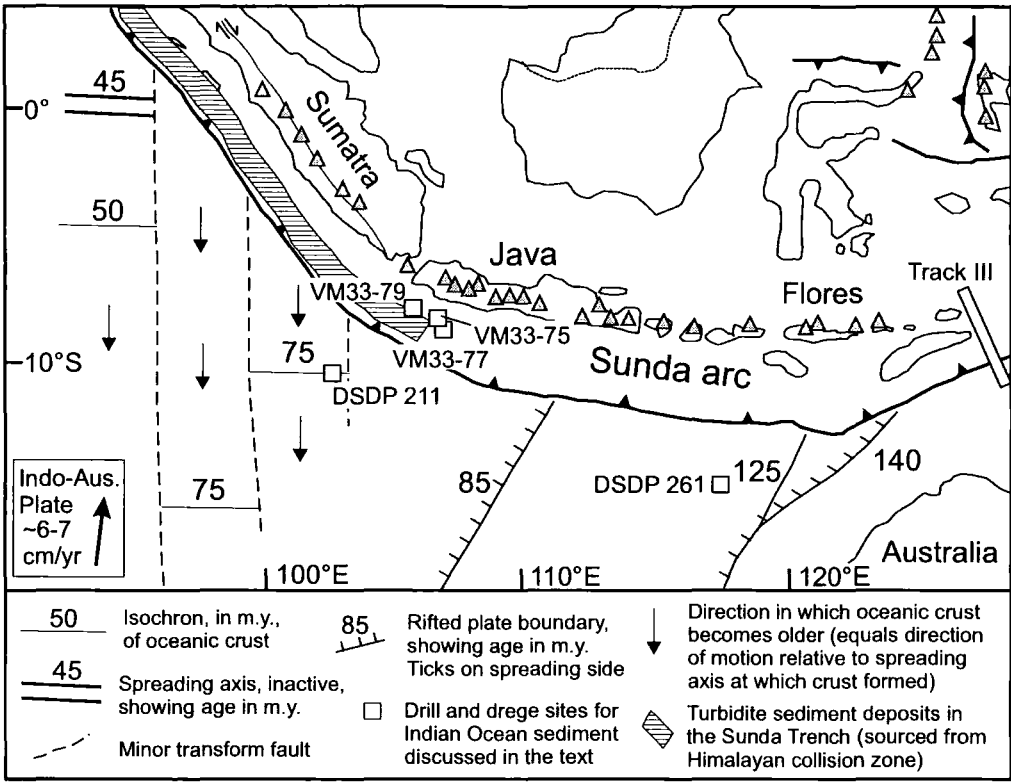 45
0°
Sumatra
50
Java
Track III
VM33-79
Flores
VM33-75
10°S
75
VM33-77
Sunda arc
DSDP 211
85
DSDP 261
125
140
75
Indo-Aus.
Plate
~6-7
cm/yr
Australia
100°E
110°E
120°E
50
Isochron, in m.y.,
of oceanic crust
45
Spreading axis, inactive,
showing age in m.y.
Minor transform fault
85
Rifted plate boundary,
showing age in m.y.
Ticks on spreading side
Drill and drege sites for
Indian Ocean sediment
discussed in the text
Direction in which oceanic crust
becomes older (equals direction
of motion relative to spreading
axis at which crust formed)
Turbidite sediment deposits in
the Sunda Trench (sourced from
Himalayan collision zone)